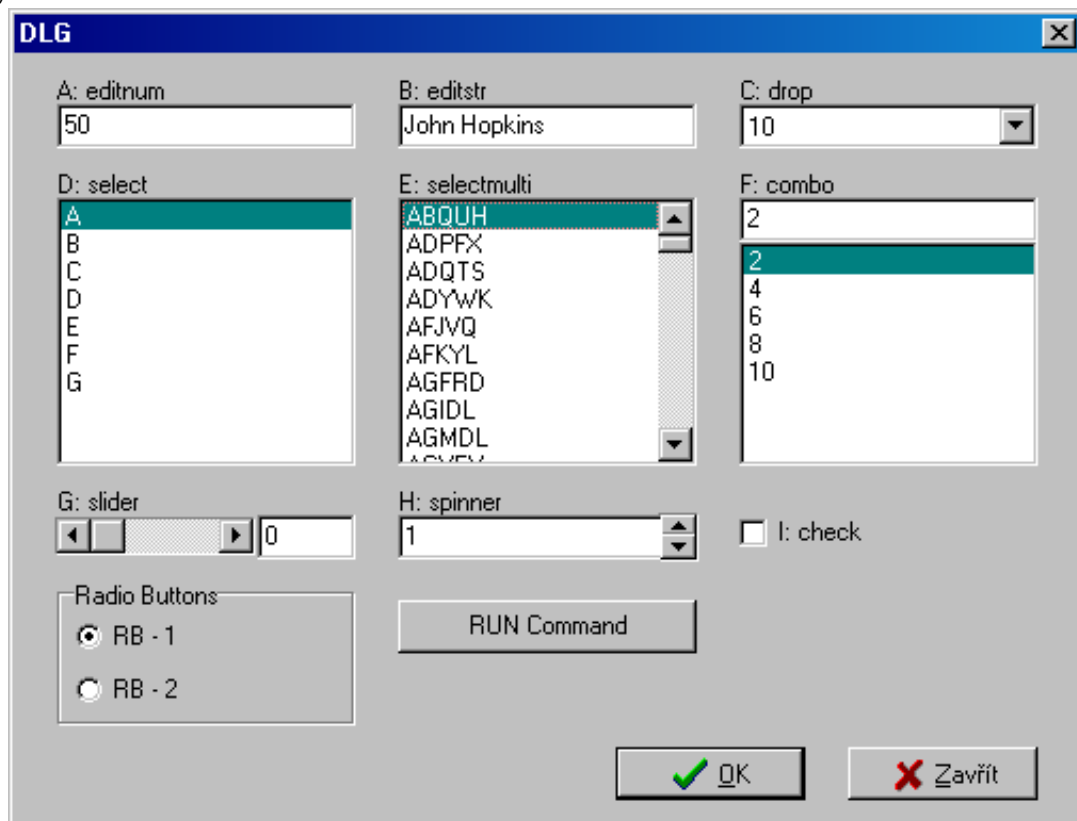 DLG
A: editnum
50
B: editstr
John Hopkins
C: drop
10
D: select
A
B
C
D
E
F
G
E: selectmulti
ABQUH
ADPFX
ADQTS
ADYWK
AFJVQ
AFKYL
AGFRD
AGIDL
AGMDL
F: combo
2
2
4
6
8
10
G: slider
0
H: spinner
1
I: check
Radio Buttons
RB - 1
RB - 2
RUN Command
OK
Zavřít